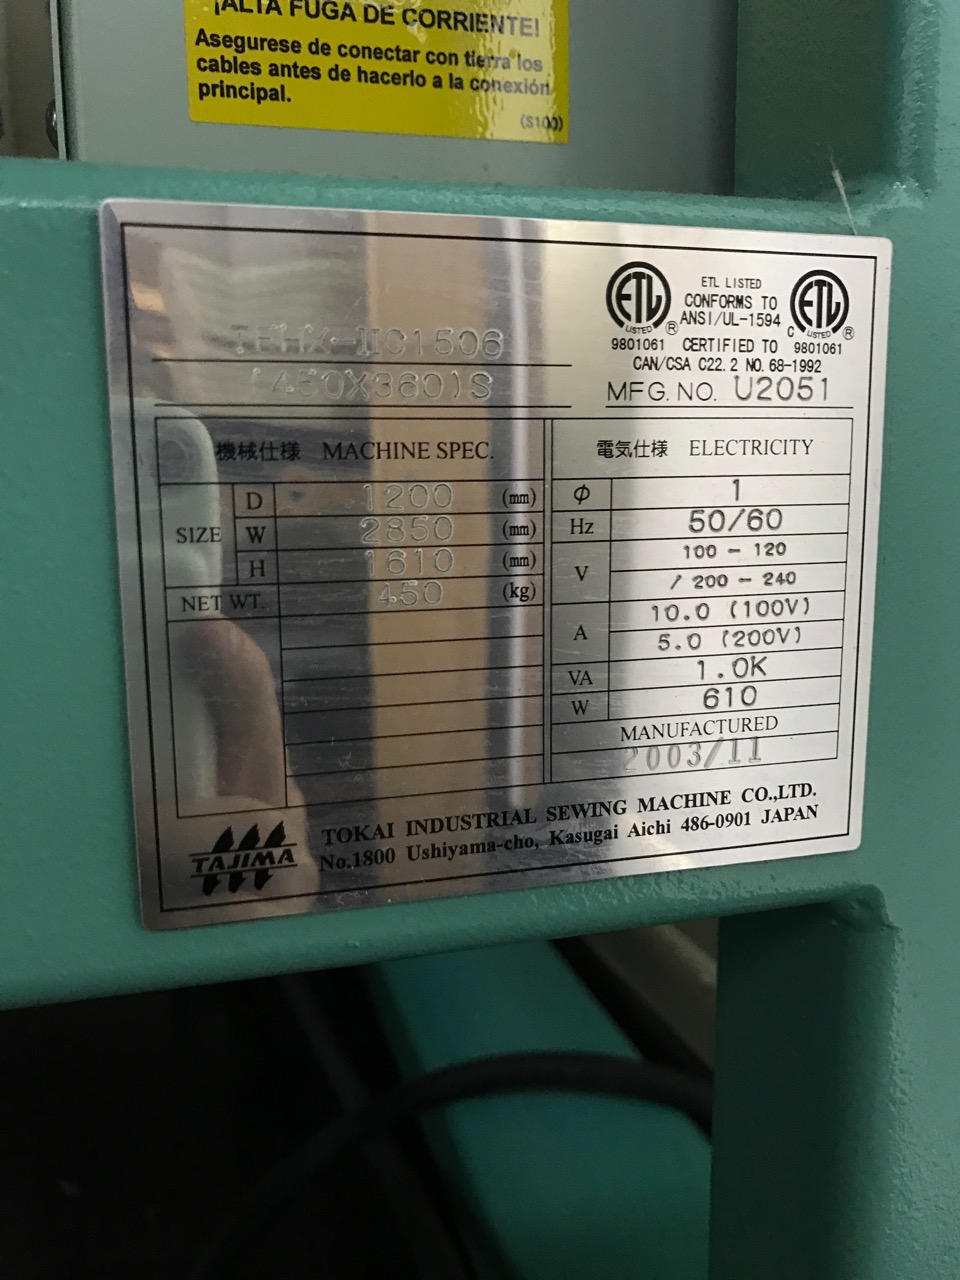 ¡ALTA FUGA DE CORRIENTE!
Asegurese de conectar con tierra los
cables antes de hacerlo a la conexión
principal.
(S100)
TEHX-IIC1506
(450X360)S
ETL LISTED
CONFORMS TO
ANSI/UL-1594
CERTIFIED TO
CAN/CSA C22.2 NO. 68-1992
ETL
LISTED
®
9801061
C
ETL
LISTED
®
9801061
MFG. NO. U2051
機械仕様 MACHINE SPEC.
SIZE
D 1200 (mm)
W 2850 (mm)
H 1610 (mm)
NET WT. 450 (kg)
電気仕様 ELECTRICITY
Φ 1
Hz 50/60
V 100 - 120
/ 200 - 240
A 10.0 (100V)
5.0 (200V)
VA 1.0K
W 610
MANUFACTURED
2003/11
TAJIMA
TOKAI INDUSTRIAL SEWING MACHINE CO.,LTD.
No.1800 Ushiyama-cho, Kasugai Aichi 486-0901 JAPAN